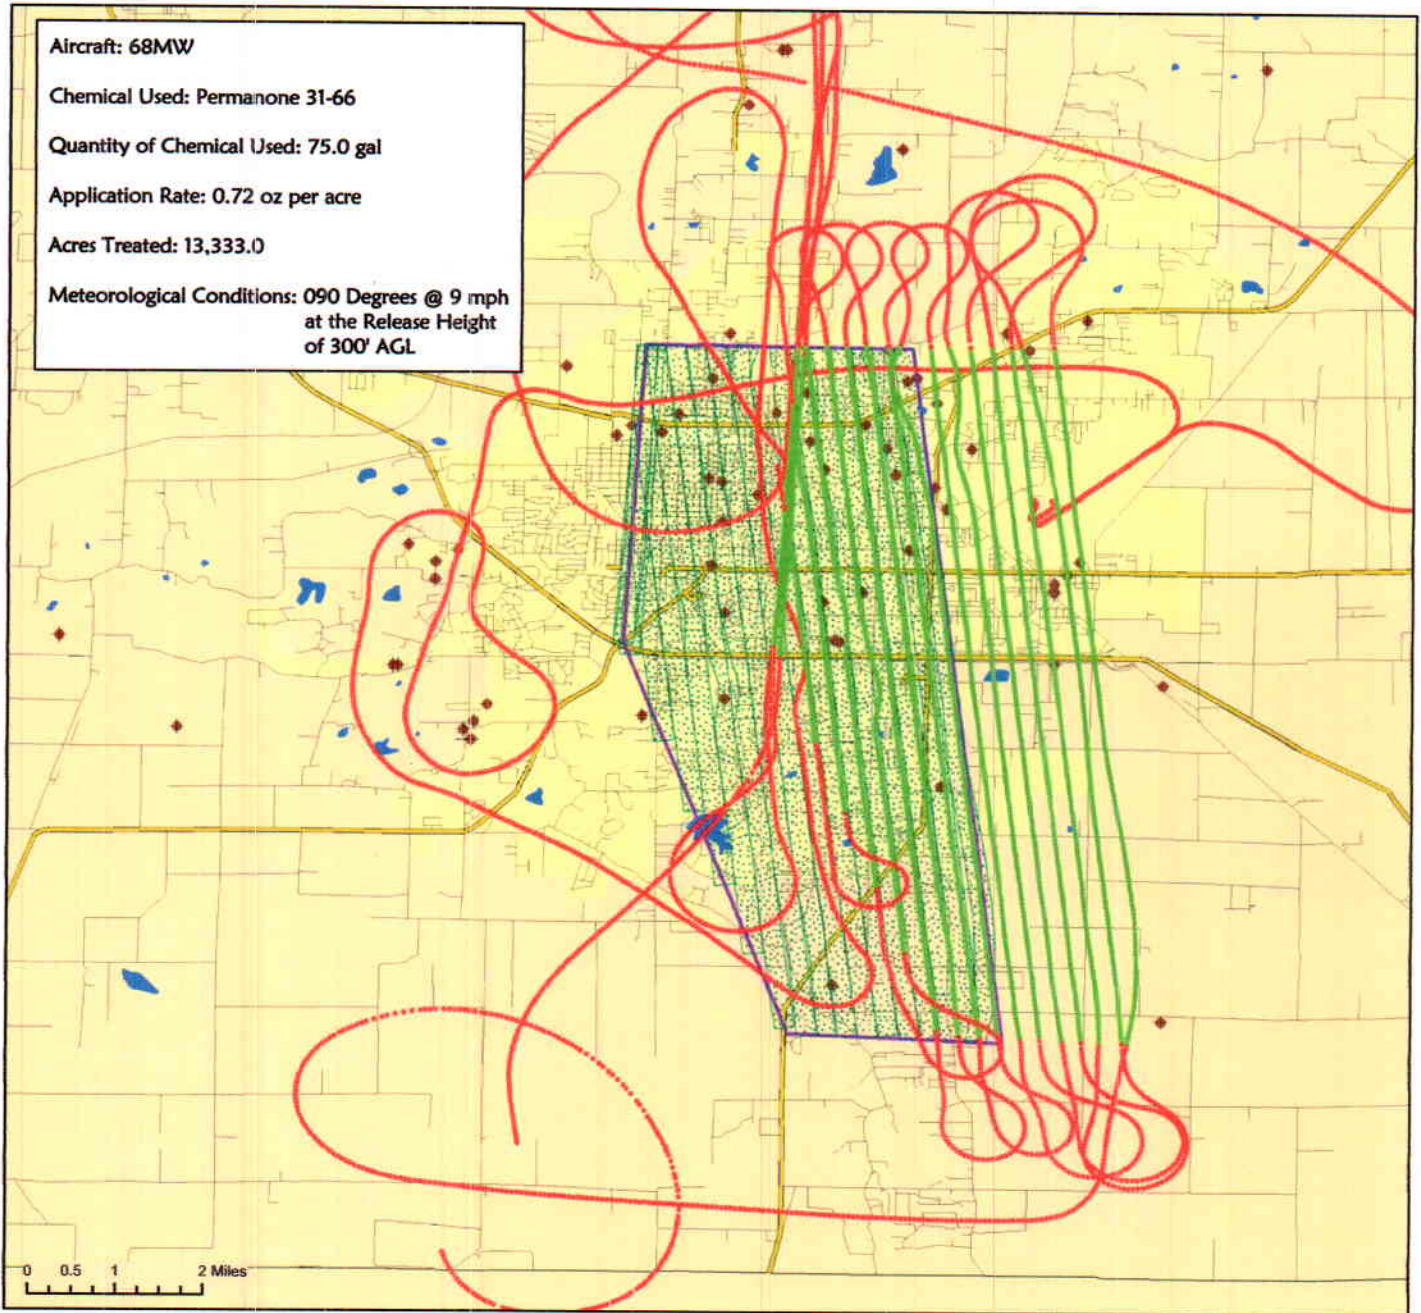 Aircraft: 68MW
Chemical Used: Permanone 31-66
Quantity of Chemical Used: 75.0 gal
Application Rate: 0.72 oz per acre
Acres Treated: 13,333.0
Meteorological Conditions: 090 Degrees @ 9 mph
at the Release Height
of 300' AGL
0 0.5 1 2 Miles